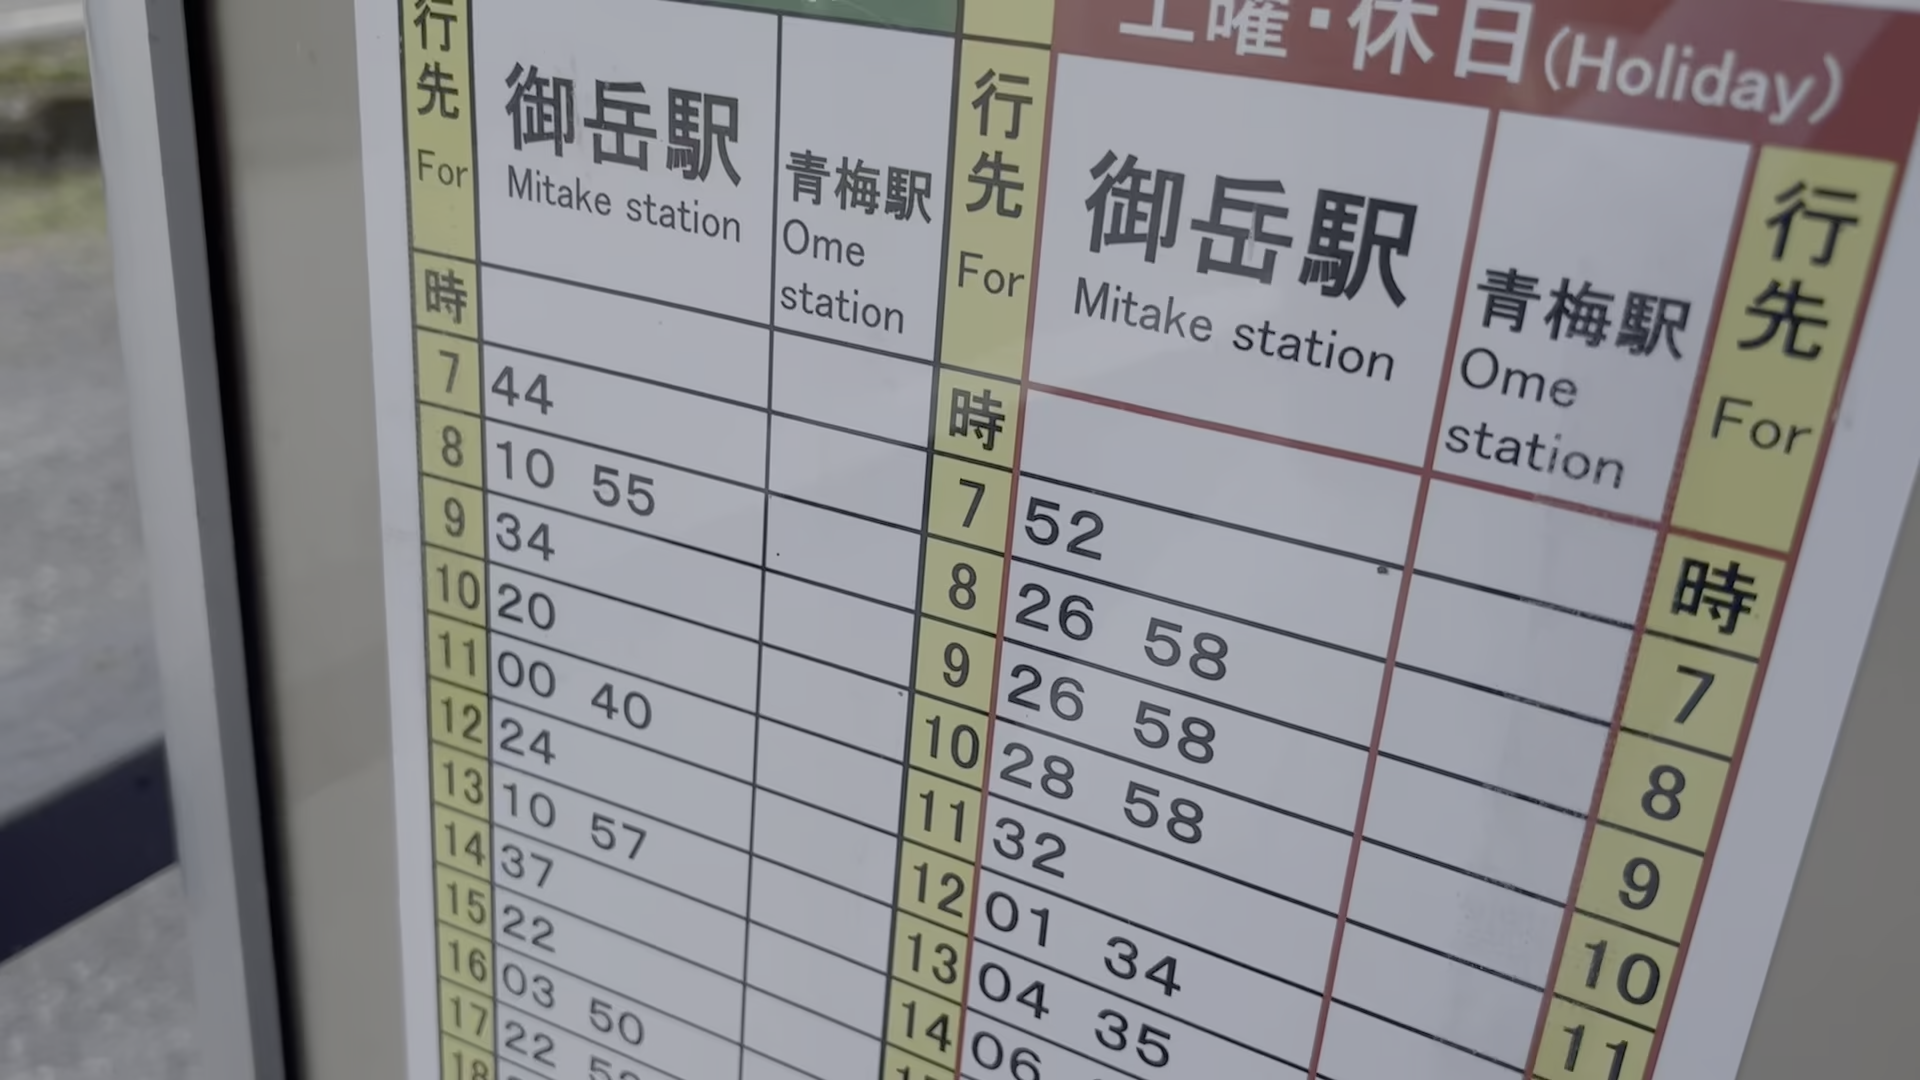 土曜・休日(Holiday)
行先 For
御岳駅
Mitake station
青梅駅
Ome
station
行先 For
御岳駅
Mitake station
青梅駅
Ome
station
行先 For
時
7 44
8 10 55
9 34
10 20
11 00 40
12 24
13 10 57
14 37
15 22
16 03 50
17 22
18
時
7 52
8 26 58
9 26 58
10 28 58
11 32
12 01 34
13 04 35
14 06
時
7
8
9
10
11